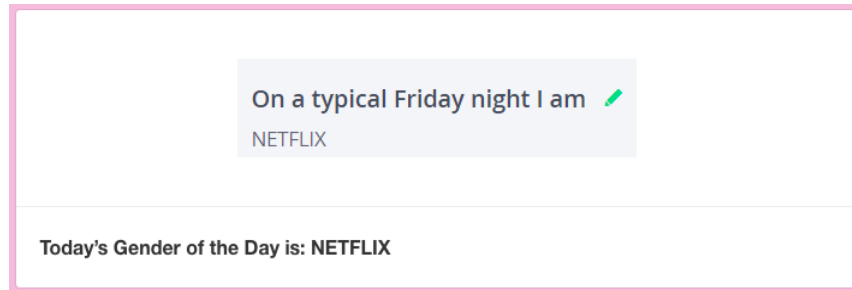 On a typical Friday night I am
NETFLIX
Today’s Gender of the Day is: NETFLIX